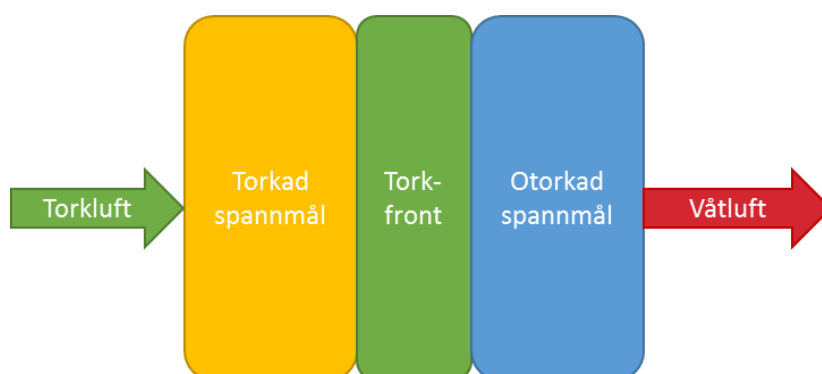 Torkluft
Torkad
spannmål
Tork-
front
Otorkad
spannmål
Våtluft